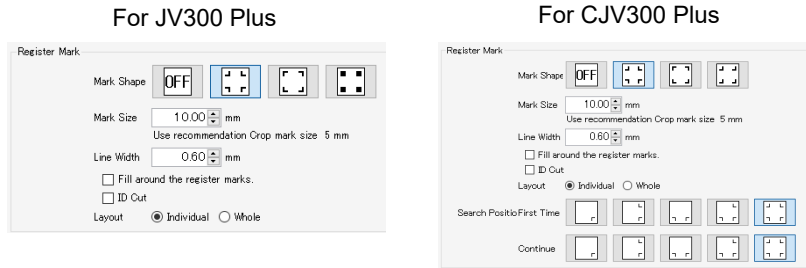 For JV300 Plus
Register Mark
Mark Shape OFF
Mark Size 10.00 mm
Use recommendation Crop mark size 5 mm
Line Width 0.60 mm
Fill around the register marks.
ID Cut
Layout Individual Whole
For CJV300 Plus
Register Mark
Mark Shape OFF
Mark Size 10.00 mm
Use recommendation Crop mark size 5 mm
Line Width 0.60 mm
Fill around the register marks.
ID Cut
Layout Individual Whole
Search Positio First Time
Continue